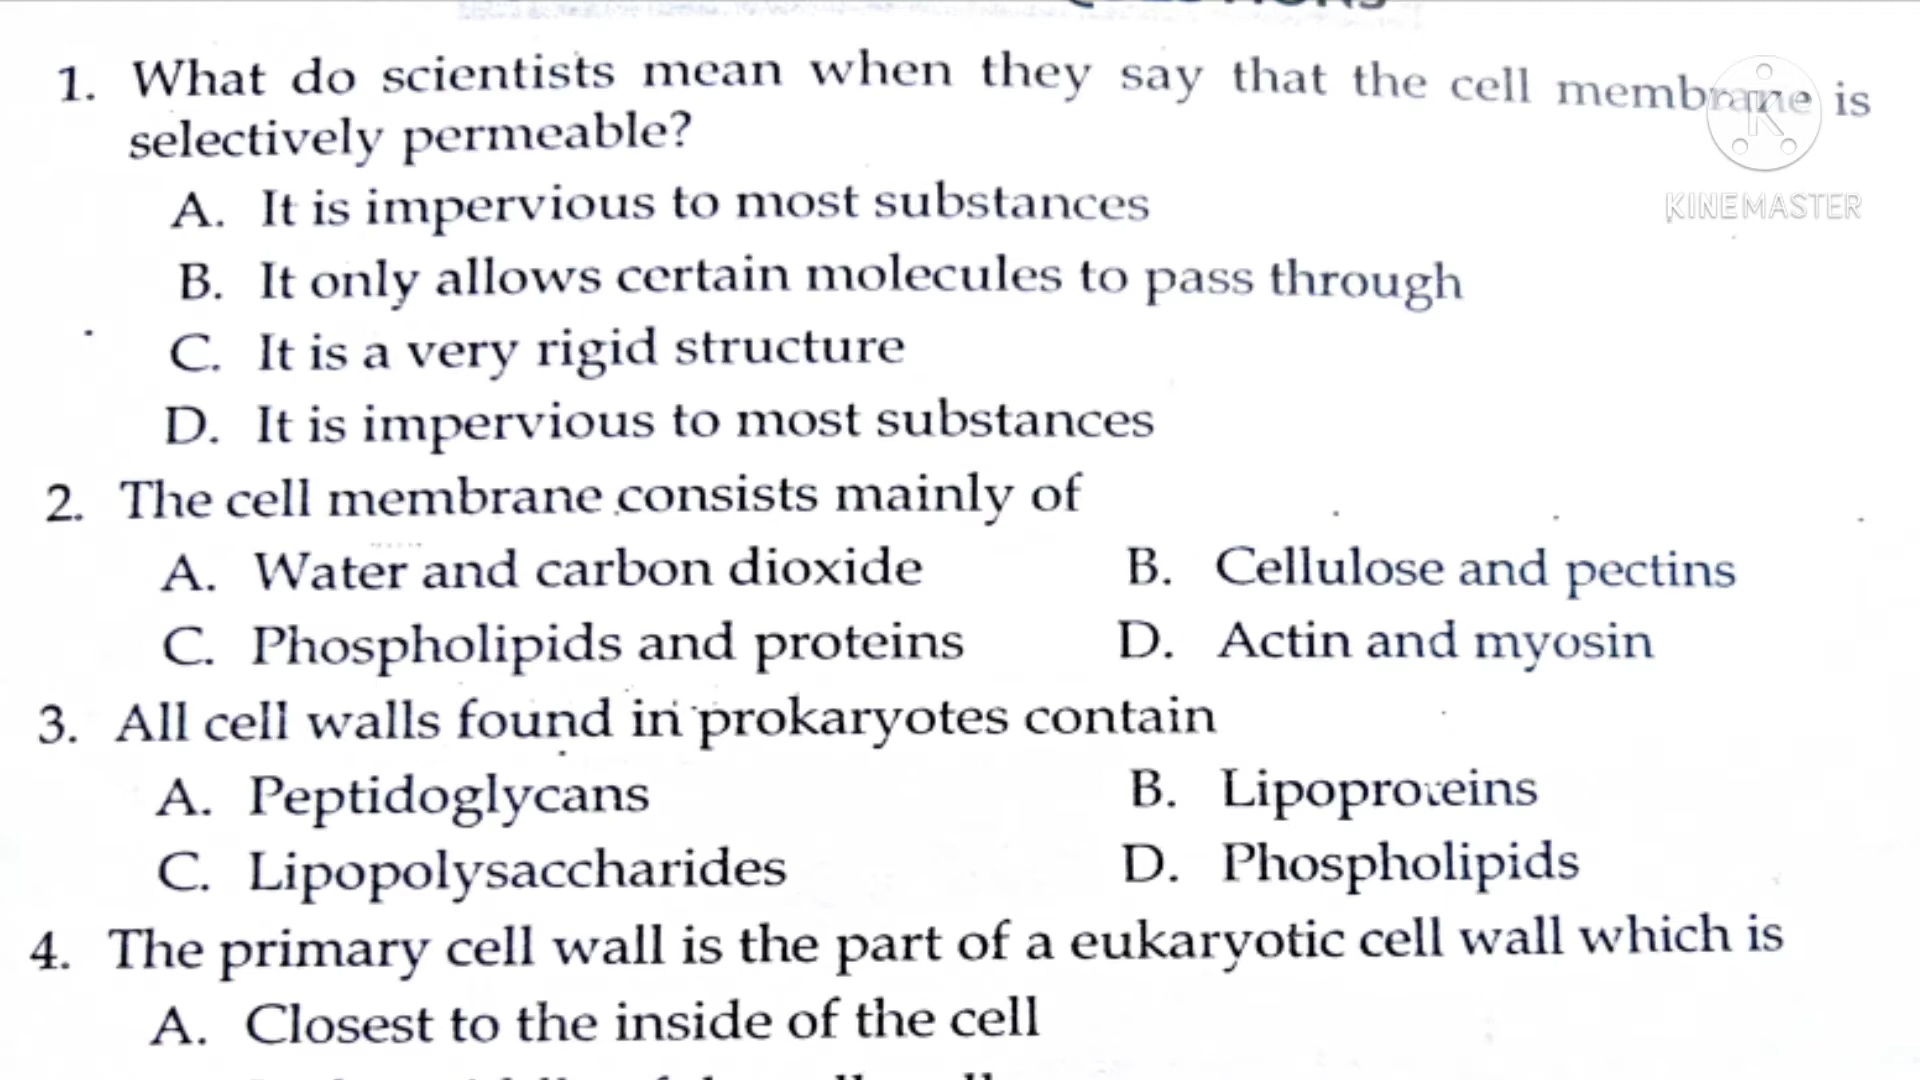 1. What do scientists mean when they say that the cell membrane is
selectively permeable?
A. It is impervious to most substances
B. It only allows certain molecules to pass through
C. It is a very rigid structure
D. It is impervious to most substances
2. The cell membrane consists mainly of
A. Water and carbon dioxide B. Cellulose and pectins
C. Phospholipids and proteins D. Actin and myosin
3. All cell walls found in prokaryotes contain
A. Peptidoglycans B. Lipoproteins
C. Lipopolysaccharides D. Phospholipids
4. The primary cell wall is the part of a eukaryotic cell wall which is
A. Closest to the inside of the cell
K
KINEMASTER